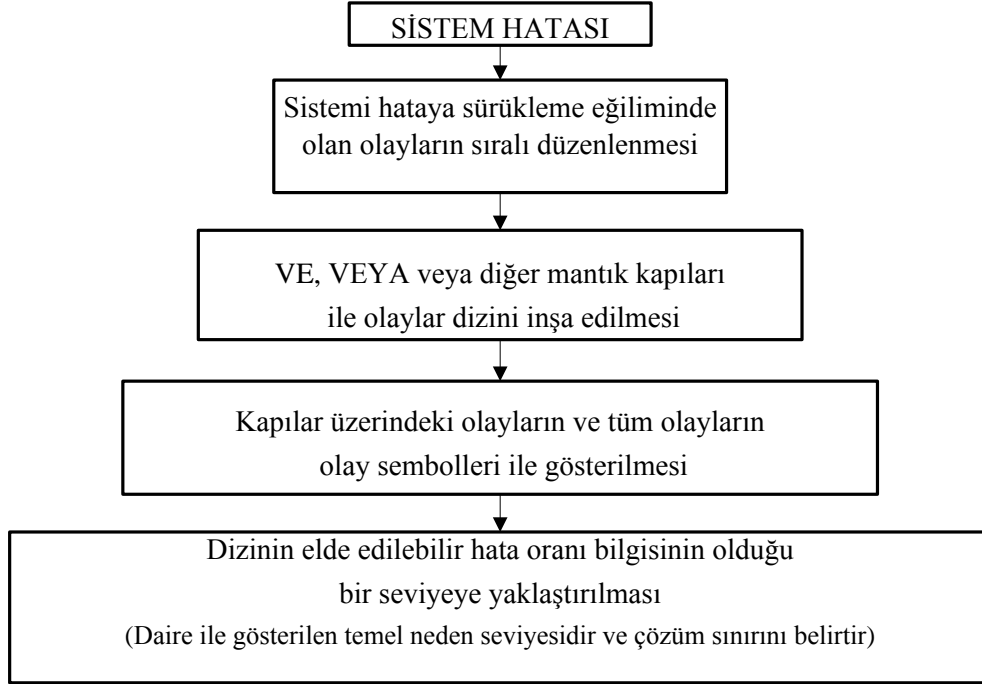 SİSTEM HATASI
Sistemi hataya sürükleme eğiliminde
olan olayların sıralı düzenlenmesi
VE, VEYA veya diğer mantık kapıları
ile olaylar dizini inşa edilmesi
Kapılar üzerindeki olayların ve tüm olayların
olay sembolleri ile gösterilmesi
Dizinin elde edilebilir hata oranı bilgisinin olduğu
bir seviyeye yaklaştırılması
(Daire ile gösterilen temel neden seviyesidir ve çözüm sınırını belirtir)